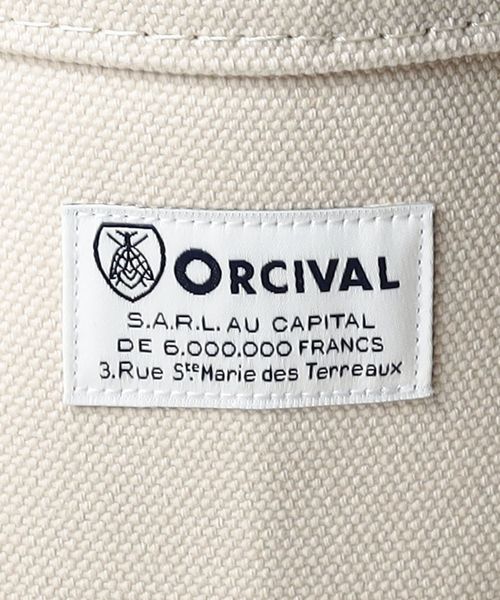 ORCIVAL
S.A.R.L. AU CAPITAL
DE 6.000.000 FRANCS
3.Rue Ste.Marie des Terreaux